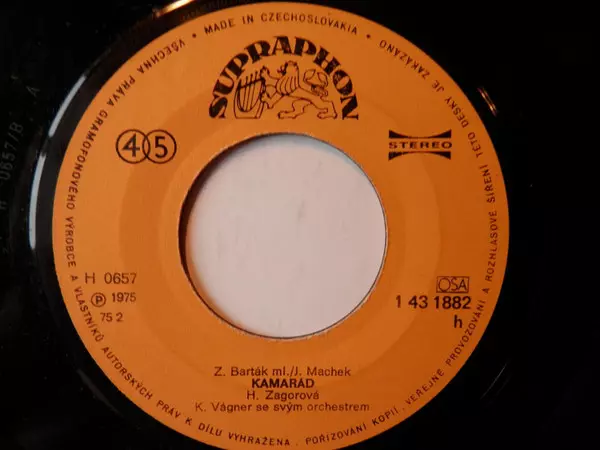 VŠECHNA PRÁVA GRAMOFONOVÉHO VÝROBCE A VLASTNÍKŮ AUTORSKÝCH PRÁV K DÍLU VYHRAŽENA. POŘIZOVÁNÍ KOPIÍ, VEŘEJNÉ PROVOZOVÁNÍ A ROZHLASOVÉ ŠÍŘENÍ TÉTO DESKY JE ZAKÁZÁNO • MADE IN CZECHOSLOVAKIA •
SUPRAPHON
45
STEREO
H 0657
Ⓟ 1975
75 2
OSA
1 43 1882
h
Z. Barták ml./J. Machek
KAMARÁD
H. Zagorová
K. Vágner se svým orchestrem
0657/B